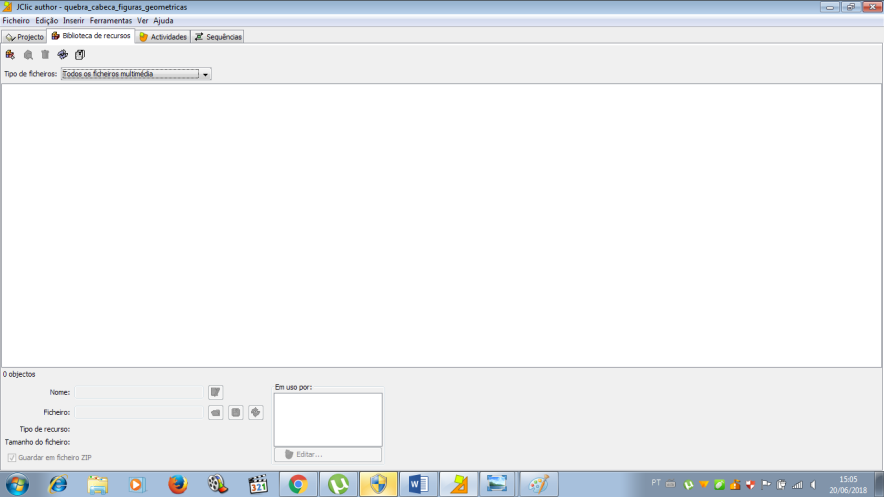 JClic author - quebra_cabeca_figuras_geometricas
Ficheiro Edição Inserir Ferramentas Ver Ajuda
Projecto Biblioteca de recursos Actividades Sequências
Tipo de ficheiros: Todos os ficheiros multimédia
0 objectos
Nome:
Ficheiro:
Tipo de recurso:
Tamanho do ficheiro:
Guardar em ficheiro ZIP
Em uso por:
Editar...
321
PT
15:05
20/06/2018